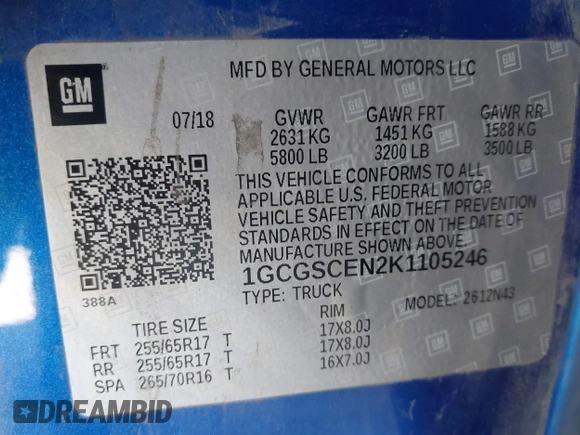 GM
MFD BY GENERAL MOTORS LLC
07/18 GVWR GAWR FRT GAWR RR
2631 KG 1451 KG 1588 KG
5800 LB 3200 LB 3500 LB
THIS VEHICLE CONFORMS TO ALL
APPLICABLE U.S. FEDERAL MOTOR
VEHICLE SAFETY AND THEFT PREVENTION
STANDARDS IN EFFECT ON THE DATE OF
MANUFACTURE SHOWN ABOVE.
1GCGSCEN2K1105246
388A
TYPE: TRUCK MODEL: 2612N43
TIRE SIZE RIM
FRT 255/65R17 T 17X8.0J
RR 255/65R17 T 17X8.0J
SPA 265/70R16 T 16X7.0J
DREAMBID